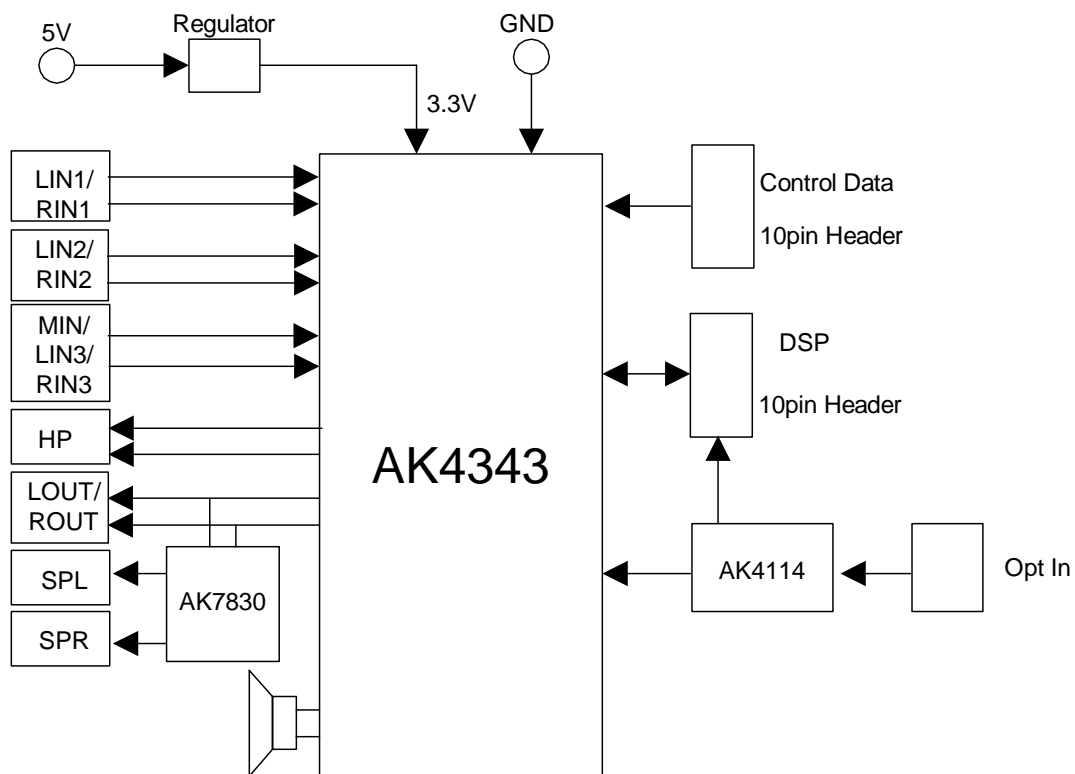 Regulator
5V
GND
3.3V
LIN1/
RIN1
LIN2/
RIN2
MIN/
LIN3/
RIN3
HP
LOUT/
ROUT
SPL
SPR
AK7830
AK4343
Control Data
10pin Header
DSP
10pin Header
AK4114
Opt In